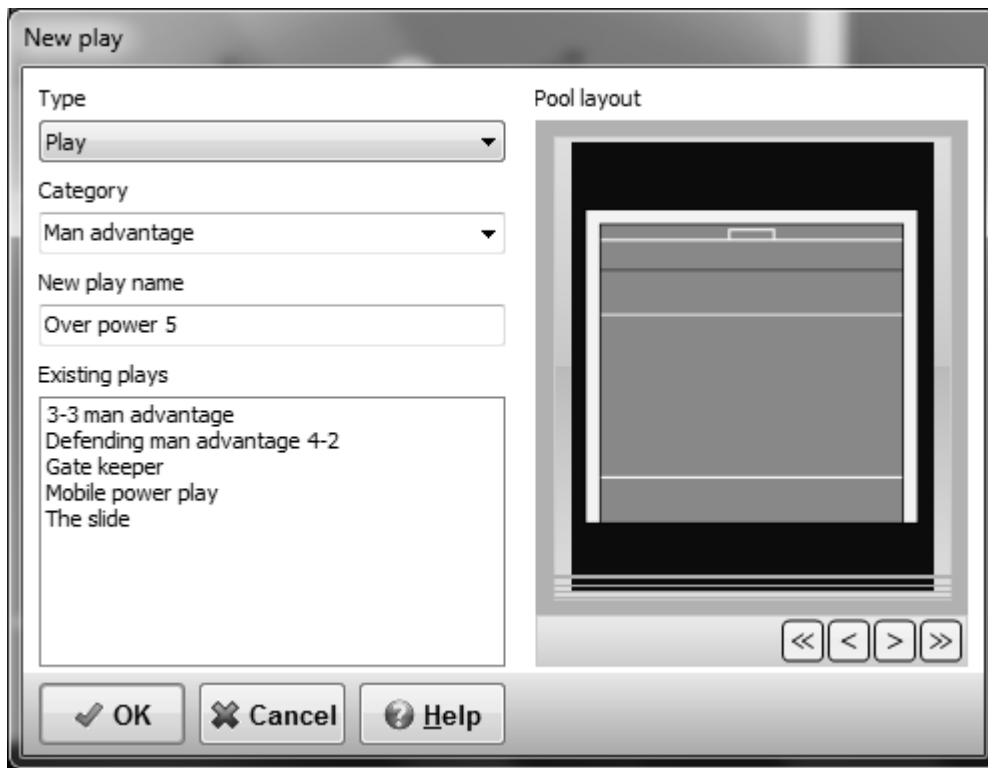 New play
Type
Play
Category
Man advantage
New play name
Over power 5
Existing plays
3-3 man advantage
Defending man advantage 4-2
Gate keeper
Mobile power play
The slide
Pool layout
<< < > >>
OK Cancel Help